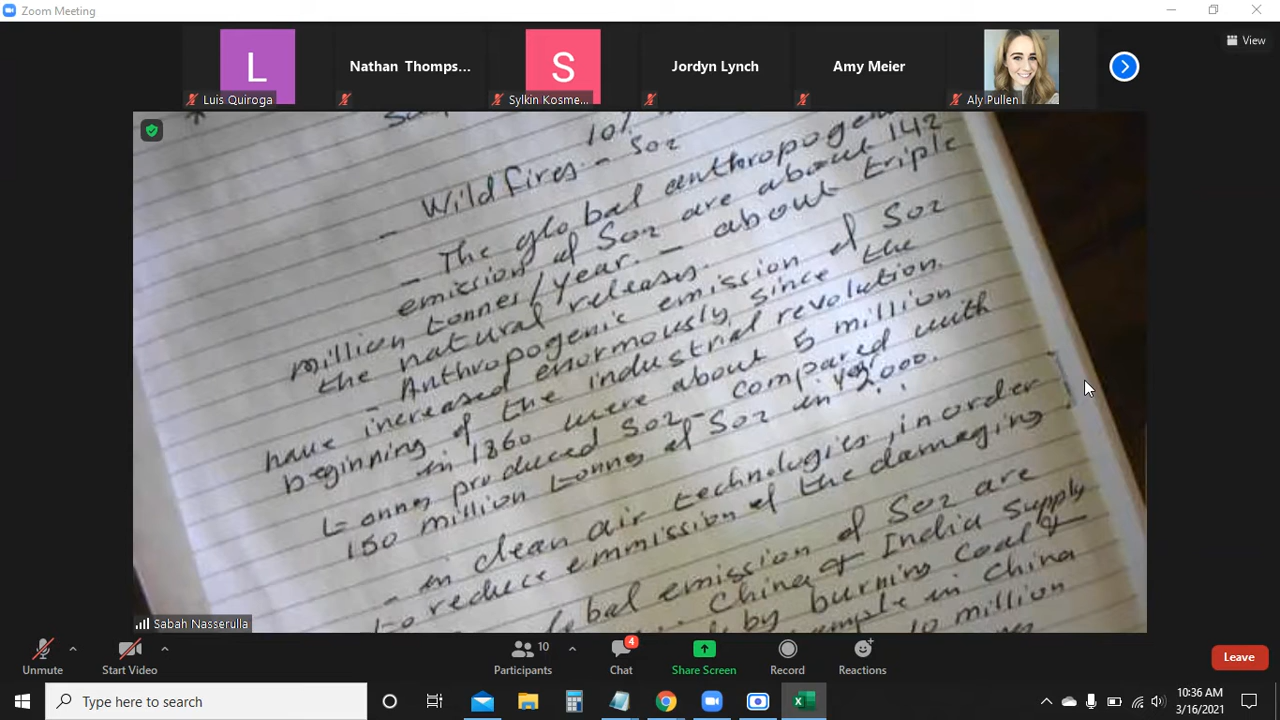 Zoom Meeting
View
L
Luis Quiroga
Nathan Thomps...
S
Sylkin Kosme...
Jordyn Lynch
Amy Meier
Aly Pullen
10%
- Wildfires - SO2
- The global
emission of SO2 are about 142
million tonnes/year. - about triple
the natural releases.
- Anthropogenic emission of SO2
have increased enormously since the
beginning of the industrial revolution.
in 1860 were about 5 million
tonnes produced SO2 - compared with
150 million tonnes of SO2 in year 2000.
- in clean air technologies, in order
to reduce emmission of the damaging
emission of SO2 are
China & India supply
by burning coal &
in China
10 million
Sabah Nasserulla
Unmute
Start Video
Participants
10
Chat
4
Share Screen
Record
Reactions
Leave
Type here to search
10:36 AM
3/16/2021